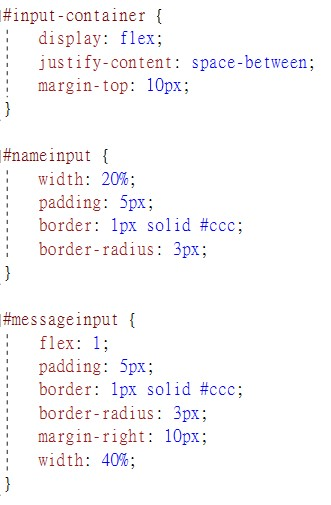 #input-container {
display: flex;
justify-content: space-between;
margin-top: 10px;
}
#nameinput {
width: 20%;
padding: 5px;
border: 1px solid #ccc;
border-radius: 3px;
}
#messageinput {
flex: 1;
padding: 5px;
border: 1px solid #ccc;
border-radius: 3px;
margin-right: 10px;
width: 40%;
}